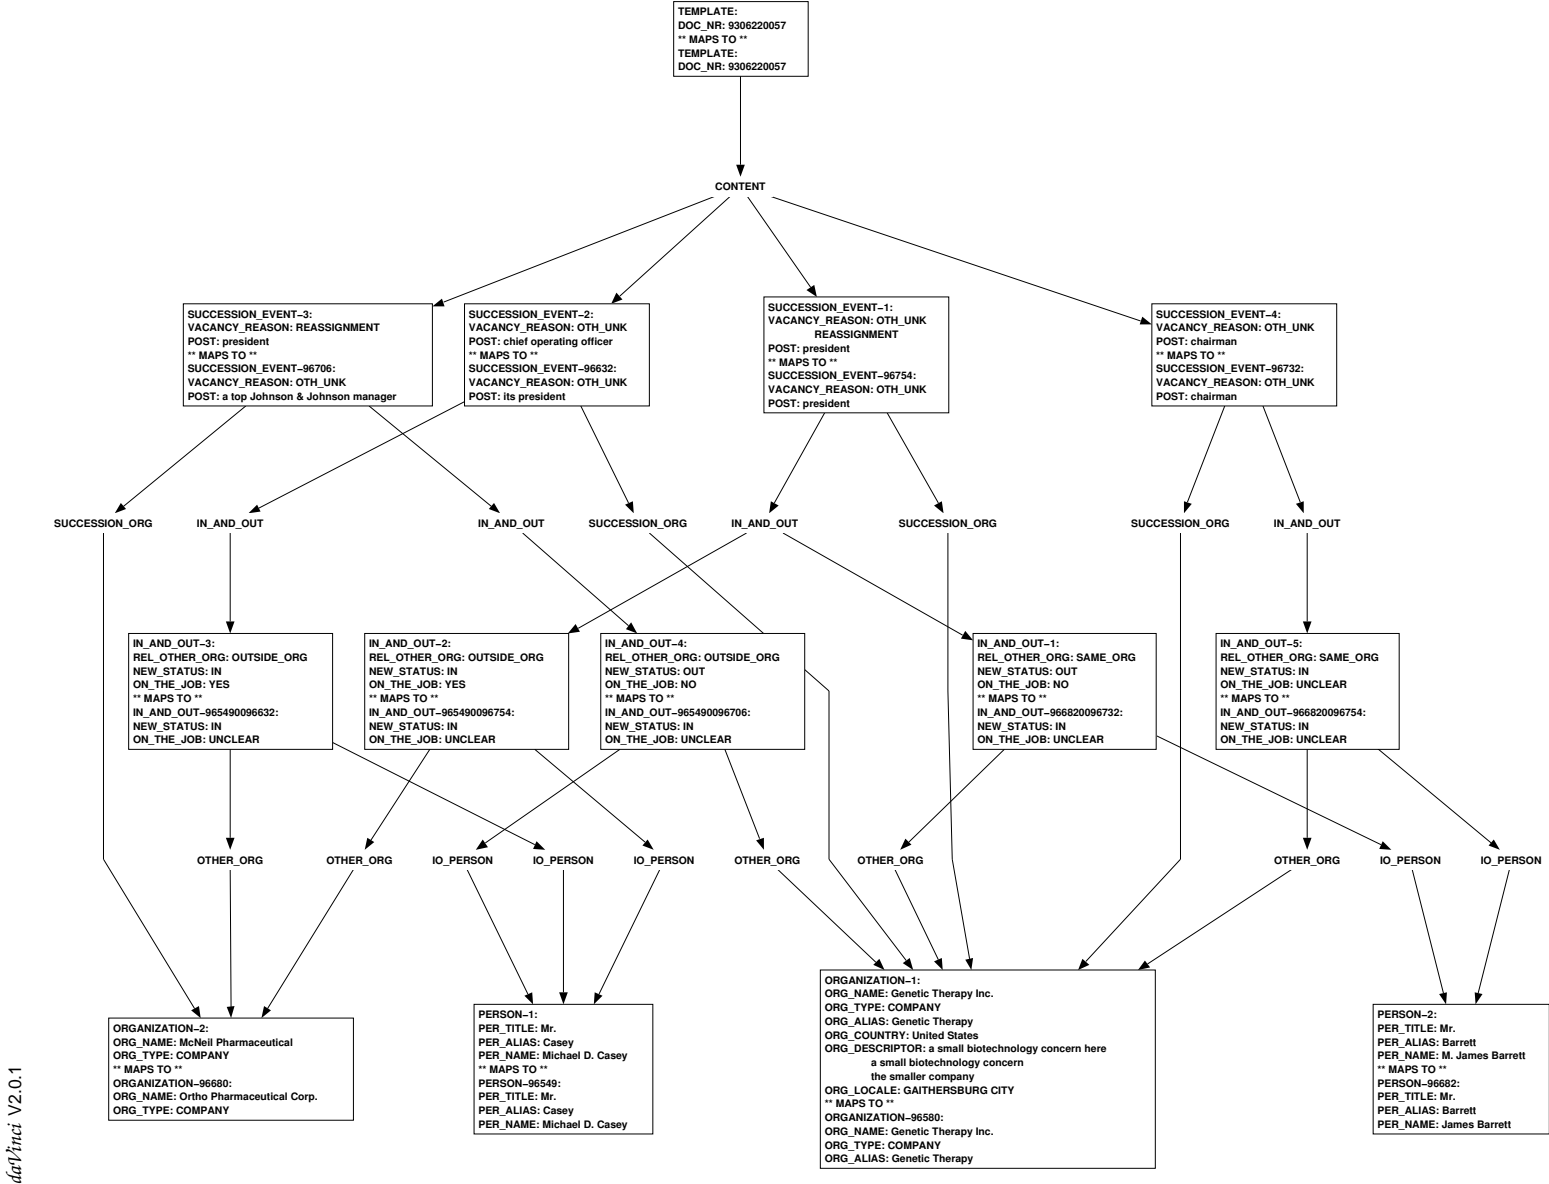 TEMPLATE:
DOC_NR: 9306220057
** MAPS TO **
TEMPLATE:
DOC_NR: 9306220057
CONTENT
SUCCESSION_EVENT–3:
VACANCY_REASON: REASSIGNMENT
POST: president
** MAPS TO **
SUCCESSION_EVENT–96706:
VACANCY_REASON: OTH_UNK
POST: a top Johnson & Johnson manager
SUCCESSION_EVENT–2:
VACANCY_REASON: OTH_UNK
POST: chief operating officer
** MAPS TO **
SUCCESSION_EVENT–96632:
VACANCY_REASON: OTH_UNK
POST: its president
SUCCESSION_EVENT–1:
VACANCY_REASON: OTH_UNK
REASSIGNMENT
POST: president
** MAPS TO **
SUCCESSION_EVENT–96754:
VACANCY_REASON: OTH_UNK
POST: president
SUCCESSION_EVENT–4:
VACANCY_REASON: OTH_UNK
POST: chairman
** MAPS TO **
SUCCESSION_EVENT–96732:
VACANCY_REASON: OTH_UNK
POST: chairman
SUCCESSION_ORG
IN_AND_OUT
IN_AND_OUT
SUCCESSION_ORG
IN_AND_OUT
SUCCESSION_ORG
SUCCESSION_ORG
IN_AND_OUT
IN_AND_OUT–3:
REL_OTHER_ORG: OUTSIDE_ORG
NEW_STATUS: IN
ON_THE_JOB: YES
** MAPS TO **
IN_AND_OUT–965490096632:
NEW_STATUS: IN
ON_THE_JOB: UNCLEAR
IN_AND_OUT–2:
REL_OTHER_ORG: OUTSIDE_ORG
NEW_STATUS: IN
ON_THE_JOB: YES
** MAPS TO **
IN_AND_OUT–965490096754:
NEW_STATUS: IN
ON_THE_JOB: UNCLEAR
IN_AND_OUT–4:
REL_OTHER_ORG: OUTSIDE_ORG
NEW_STATUS: OUT
ON_THE_JOB: NO
** MAPS TO **
IN_AND_OUT–965490096706:
NEW_STATUS: IN
ON_THE_JOB: UNCLEAR
IN_AND_OUT–1:
REL_OTHER_ORG: SAME_ORG
NEW_STATUS: OUT
ON_THE_JOB: NO
** MAPS TO **
IN_AND_OUT–966820096732:
NEW_STATUS: IN
ON_THE_JOB: UNCLEAR
IN_AND_OUT–5:
REL_OTHER_ORG: SAME_ORG
NEW_STATUS: IN
ON_THE_JOB: UNCLEAR
** MAPS TO **
IN_AND_OUT–966820096754:
NEW_STATUS: IN
ON_THE_JOB: UNCLEAR
OTHER_ORG
OTHER_ORG
IO_PERSON
IO_PERSON
IO_PERSON
OTHER_ORG
OTHER_ORG
OTHER_ORG
IO_PERSON
IO_PERSON
ORGANIZATION–2:
ORG_NAME: McNeil Pharmaceutical
ORG_TYPE: COMPANY
** MAPS TO **
ORGANIZATION–96680:
ORG_NAME: Ortho Pharmaceutical Corp.
ORG_TYPE: COMPANY
PERSON–1:
PER_TITLE: Mr.
PER_ALIAS: Casey
PER_NAME: Michael D. Casey
** MAPS TO **
PERSON–96549:
PER_TITLE: Mr.
PER_ALIAS: Casey
PER_NAME: Michael D. Casey
ORGANIZATION–1:
ORG_NAME: Genetic Therapy Inc.
ORG_TYPE: COMPANY
ORG_ALIAS: Genetic Therapy
ORG_COUNTRY: United States
ORG_DESCRIPTOR: a small biotechnology concern here
a small biotechnology concern
the smaller company
ORG_LOCALE: GAITHERSBURG CITY
** MAPS TO **
ORGANIZATION–96580:
ORG_NAME: Genetic Therapy Inc.
ORG_TYPE: COMPANY
ORG_ALIAS: Genetic Therapy
PERSON–2:
PER_TITLE: Mr.
PER_ALIAS: Barrett
PER_NAME: M. James Barrett
** MAPS TO **
PERSON–96682:
PER_TITLE: Mr.
PER_ALIAS: Barrett
PER_NAME: James Barrett
daVinci V2.0.1